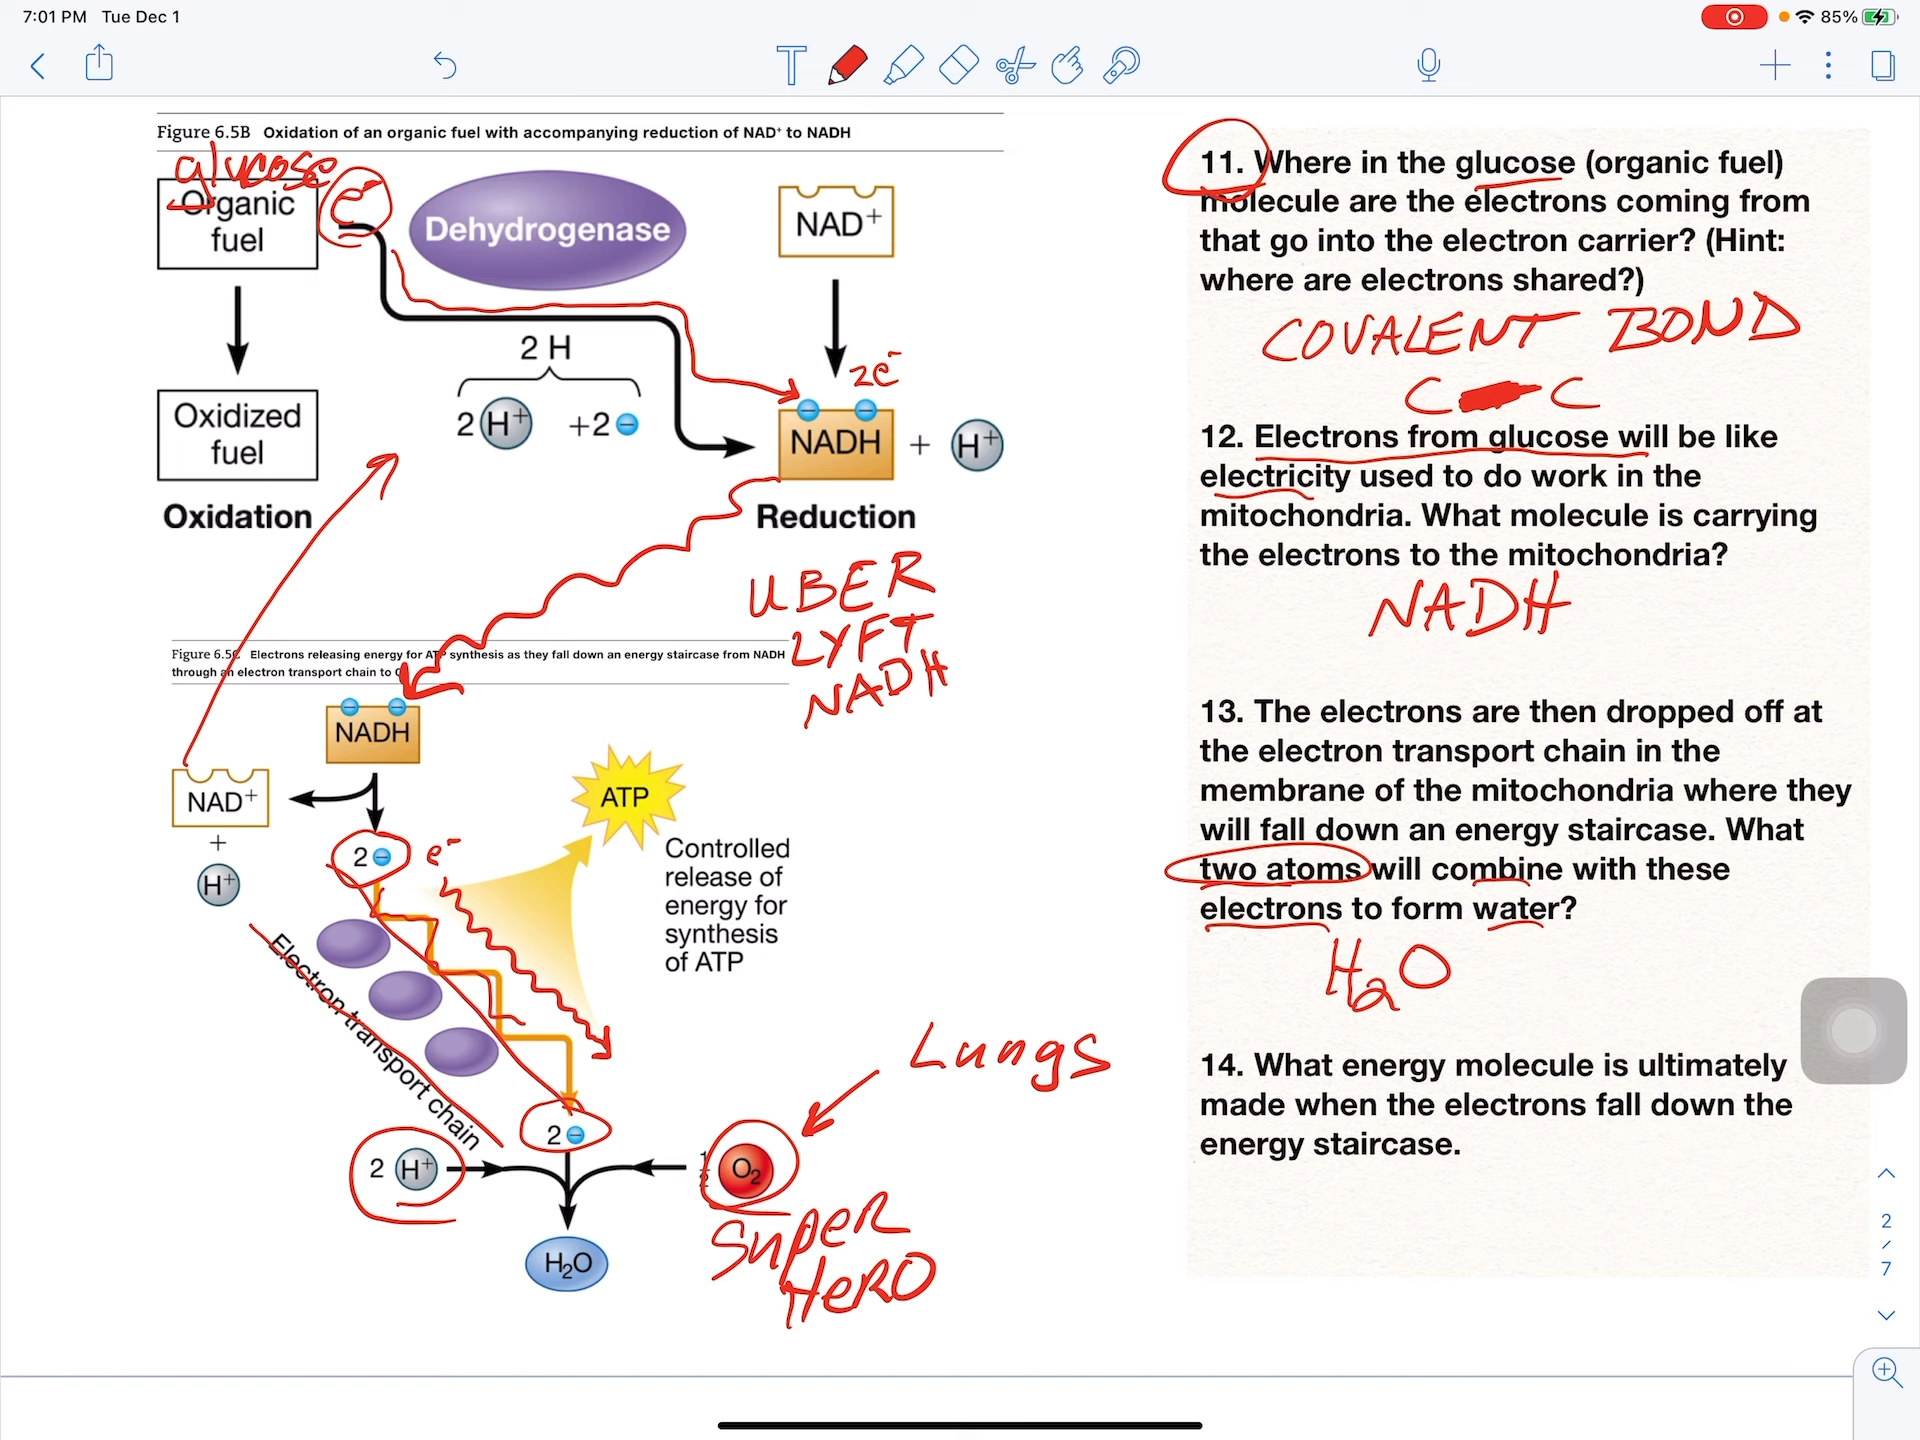 7:01 PM Tue Dec 1
85%
Figure 6.5B Oxidation of an organic fuel with accompanying reduction of NAD⁺ to NADH
glucose
Organic
fuel
e⁻
Dehydrogenase
NAD⁺
2 H
2 H⁺ +2 ⊖
2e⁻
Oxidized
fuel
NADH + H⁺
Oxidation
Reduction
UBER
LYFT
NADH
Figure 6.5C Electrons releasing energy for ATP synthesis as they fall down an energy staircase from NADH
through an electron transport chain to O
NADH
NAD⁺
+
H⁺
ATP
2 ⊖ e⁻
Controlled
release of
energy for
synthesis
of ATP
Electron transport chain
Lungs
2 ⊖
2 H⁺
½ O₂
H₂O
Super
Hero
11. Where in the glucose (organic fuel)
molecule are the electrons coming from
that go into the electron carrier? (Hint:
where are electrons shared?)
COVALENT BOND
C – C
12. Electrons from glucose will be like
electricity used to do work in the
mitochondria. What molecule is carrying
the electrons to the mitochondria?
NADH
13. The electrons are then dropped off at
the electron transport chain in the
membrane of the mitochondria where they
will fall down an energy staircase. What
two atoms will combine with these
electrons to form water?
H₂O
14. What energy molecule is ultimately
made when the electrons fall down the
energy staircase.
2
/
7